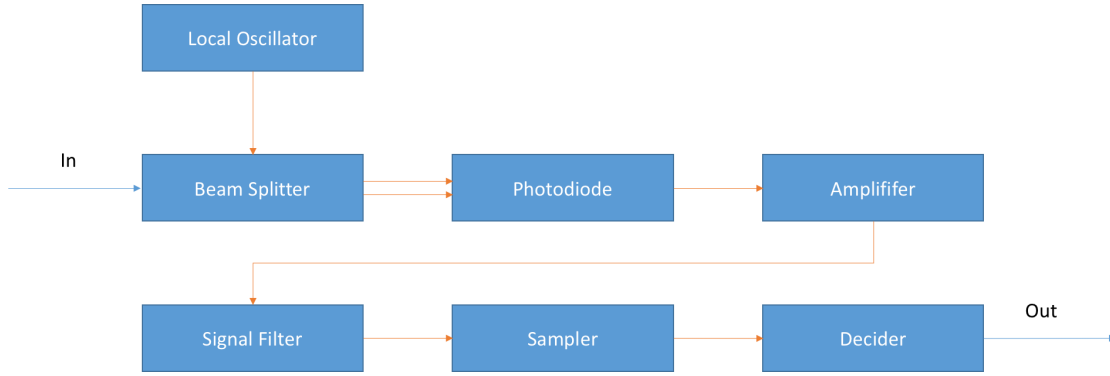 Local Oscillator
In
Beam Splitter
Photodiode
Amplififer
Signal Filter
Sampler
Decider
Out